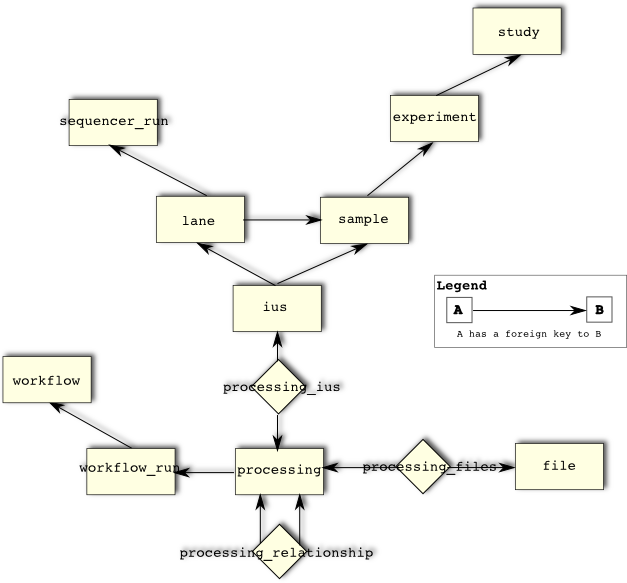 study
experiment
sequencer_run
lane
sample
Legend
A
B
A has a foreign key to B
ius
workflow
processing_ius
workflow_run
processing
processing_files
file
processing_relationship